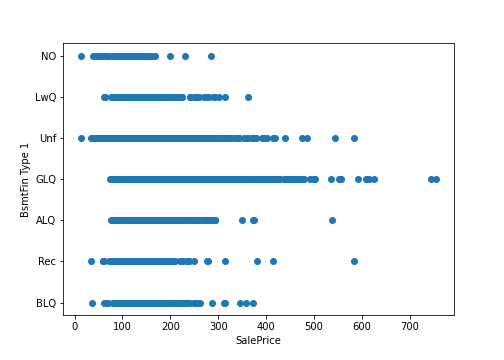 NO
LwQ
Unf
GLQ
ALQ
Rec
BLQ
BsmtFin Type 1
0 100 200 300 400 500 600 700
SalePrice